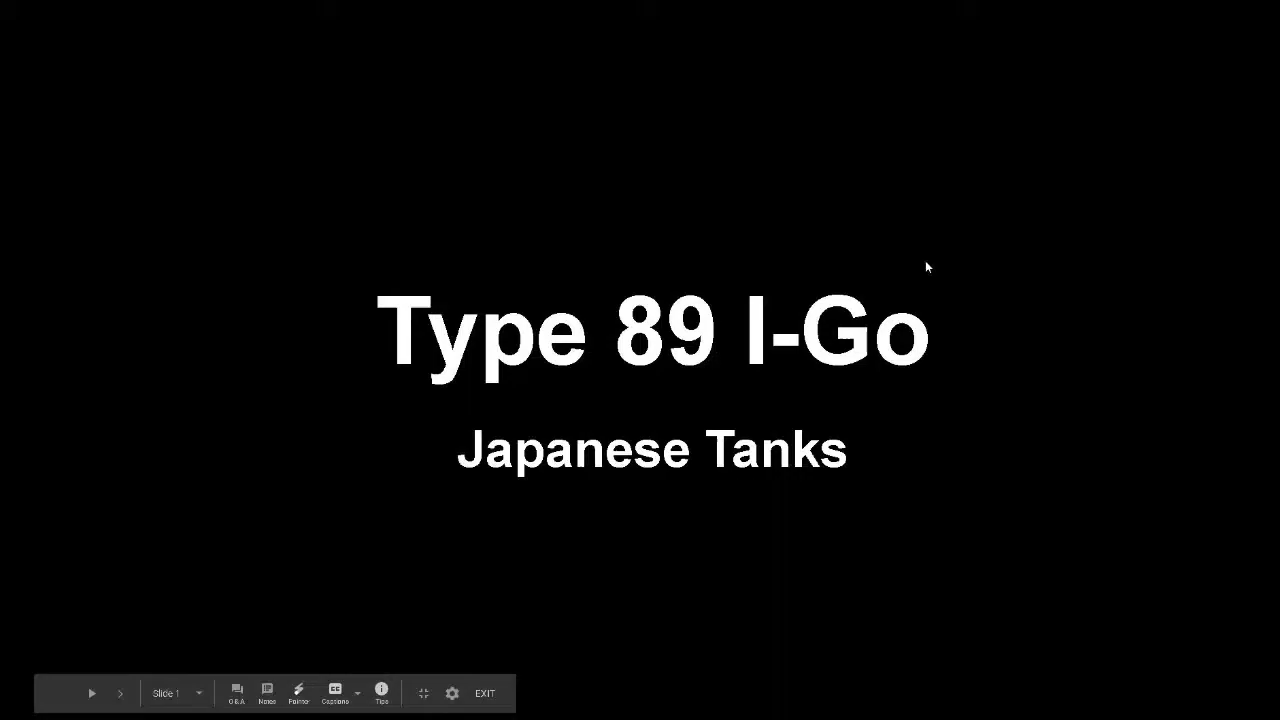 Type 89 I-Go
Japanese Tanks
Slide 1
Q&A
Notes
Pointer
Captions
Tips
EXIT